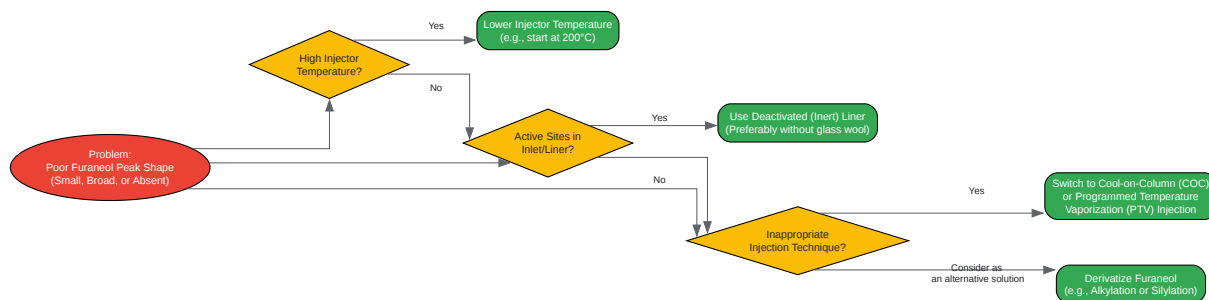 Yes
Lower Injector Temperature
(e.g., start at 200°C)
High Injector
Temperature?
No
Yes
Use Deactivated (Inert) Liner
(Preferably without glass wool)
Active Sites in
Inlet/Liner?
Problem:
Poor Furaneol Peak Shape
(Small, Broad, or Absent)
No
Yes
Switch to Cool-on-Column (COC)
or Programmed Temperature
Vaporization (PTV) Injection
Inappropriate
Injection Technique?
Consider as
an alternative solution
Derivatize Furaneol
(e.g., Alkylation or Silylation)